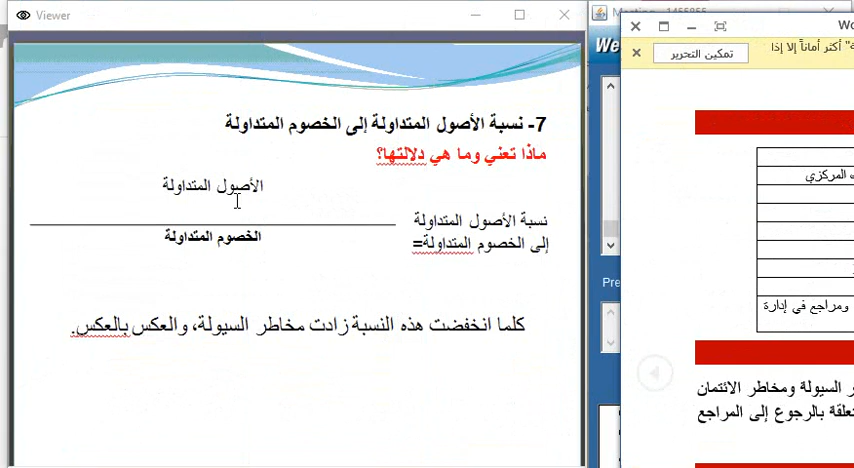 Viewer
7- نسبة الأصول المتداولة إلى الخصوم المتداولة
ماذا تعني وما هي دلالتها؟
الأصول المتداولة
نسبة الأصول المتداولة
إلى الخصوم المتداولة=
الخصوم المتداولة
كلما انخفضت هذه النسبة زادت مخاطر السيولة، والعكس بالعكس.
We
Pre
Wo
تمكين التحرير
ة" أكثر أماناً إلا إذا
المركزي
ومراجع في إدارة
ر السيولة ومخاطر الائتمان
علقة بالرجوع إلى المراجع